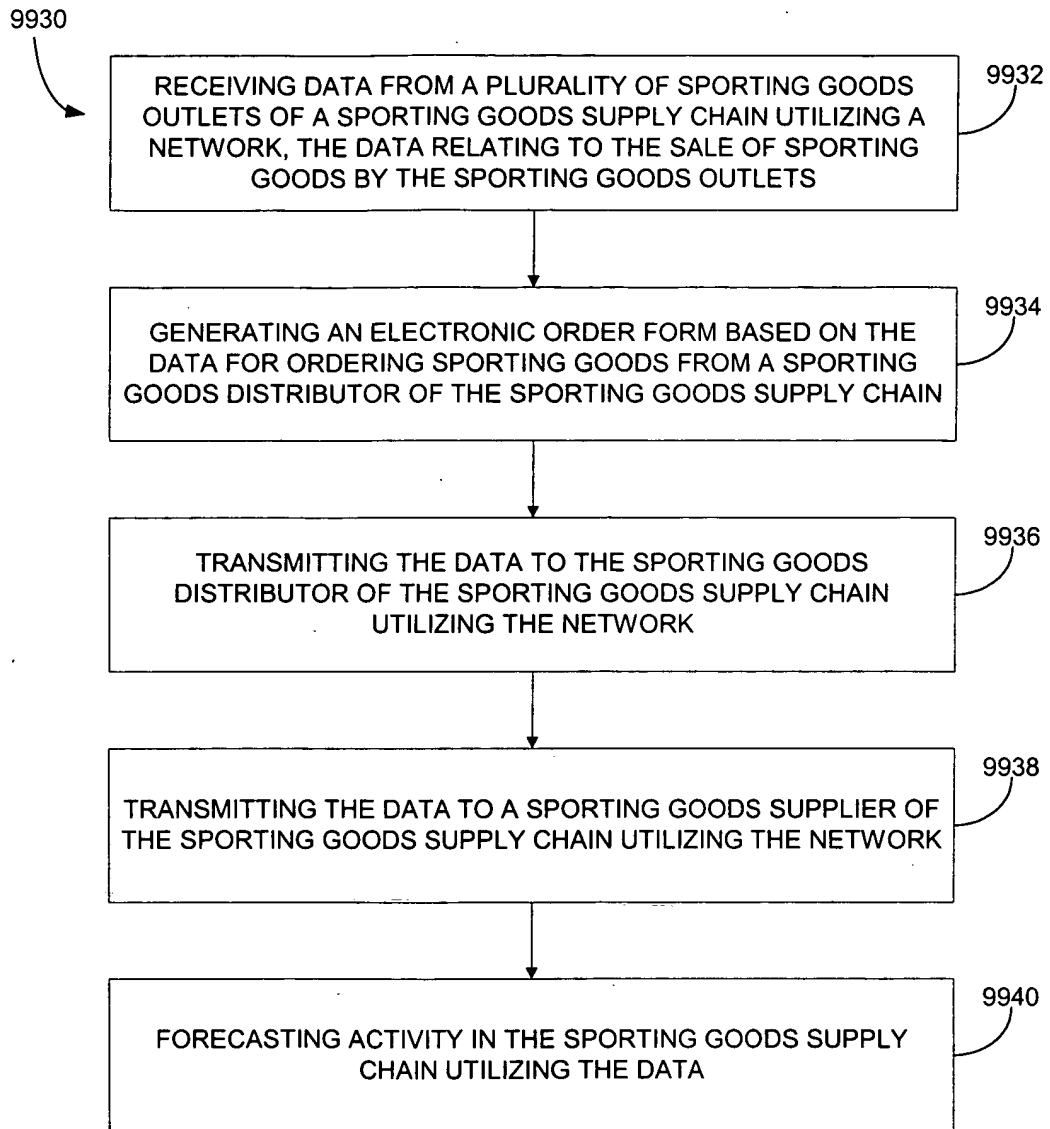 9930
9932
RECEIVING DATA FROM A PLURALITY OF SPORTING GOODS
OUTLETS OF A SPORTING GOODS SUPPLY CHAIN UTILIZING A
NETWORK, THE DATA RELATING TO THE SALE OF SPORTING
GOODS BY THE SPORTING GOODS OUTLETS
9934
GENERATING AN ELECTRONIC ORDER FORM BASED ON THE
DATA FOR ORDERING SPORTING GOODS FROM A SPORTING
GOODS DISTRIBUTOR OF THE SPORTING GOODS SUPPLY CHAIN
9936
TRANSMITTING THE DATA TO THE SPORTING GOODS
DISTRIBUTOR OF THE SPORTING GOODS SUPPLY CHAIN
UTILIZING THE NETWORK
9938
TRANSMITTING THE DATA TO A SPORTING GOODS SUPPLIER OF
THE SPORTING GOODS SUPPLY CHAIN UTILIZING THE NETWORK
9940
FORECASTING ACTIVITY IN THE SPORTING GOODS SUPPLY
CHAIN UTILIZING THE DATA